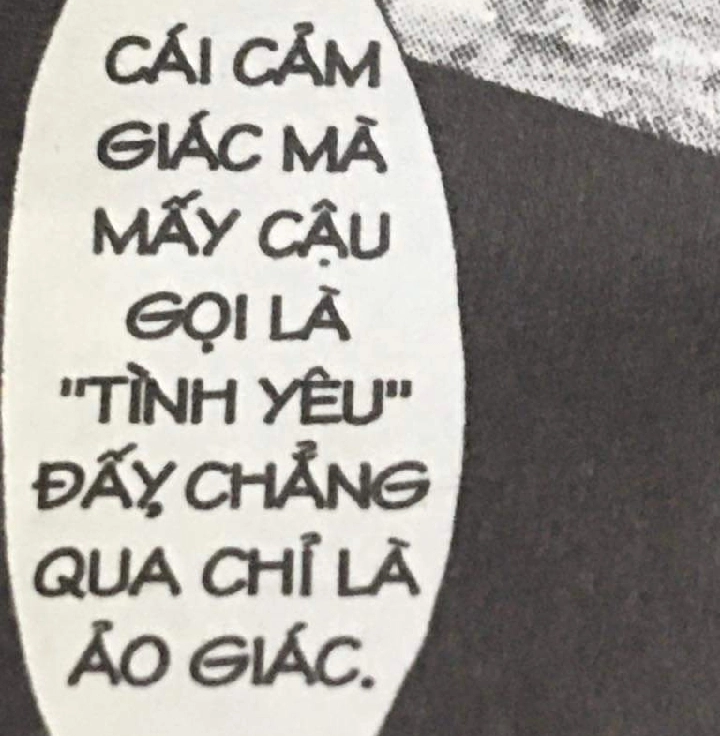 CÁI CẢM
GIÁC MÀ
MẤY CẬU
GỌI LÀ
"TÌNH YÊU"
ĐẤY, CHẲNG
QUA CHỈ LÀ
ẢO GIÁC.